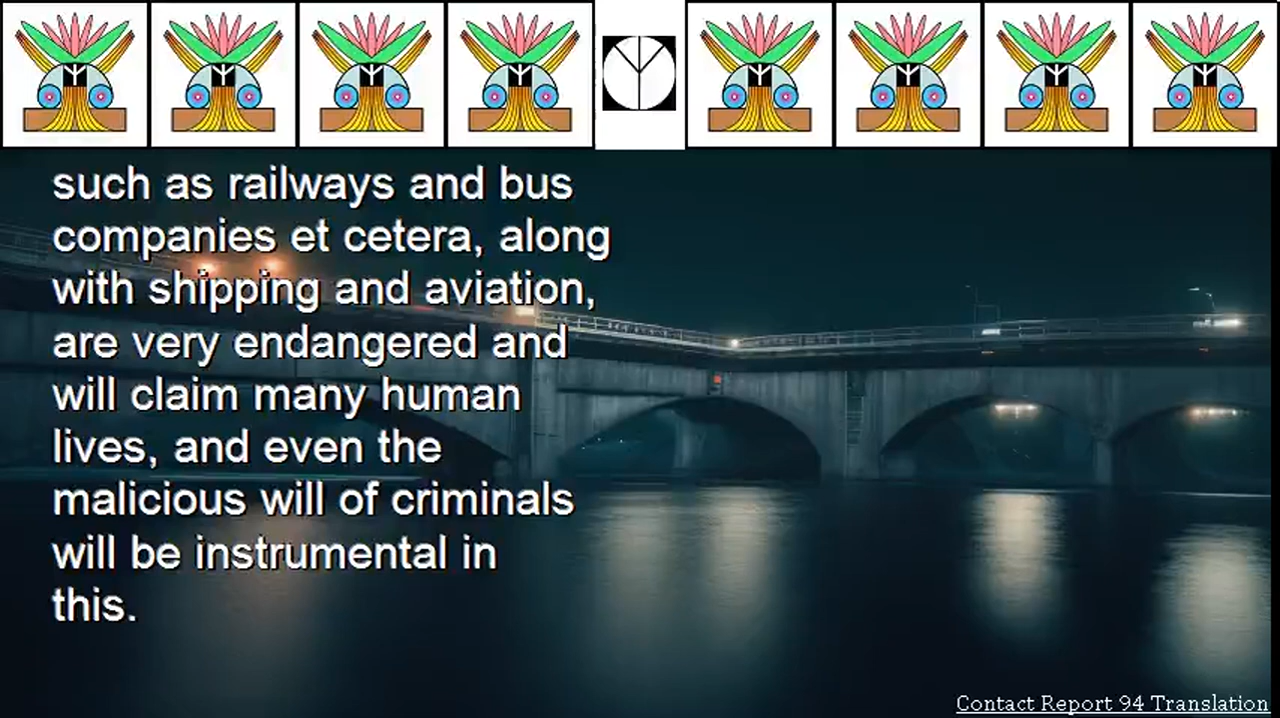 such as railways and bus
companies et cetera, along
with shipping and aviation,
are very endangered and
will claim many human
lives, and even the
malicious will of criminals
will be instrumental in
this.
Contact Report 94 Translation